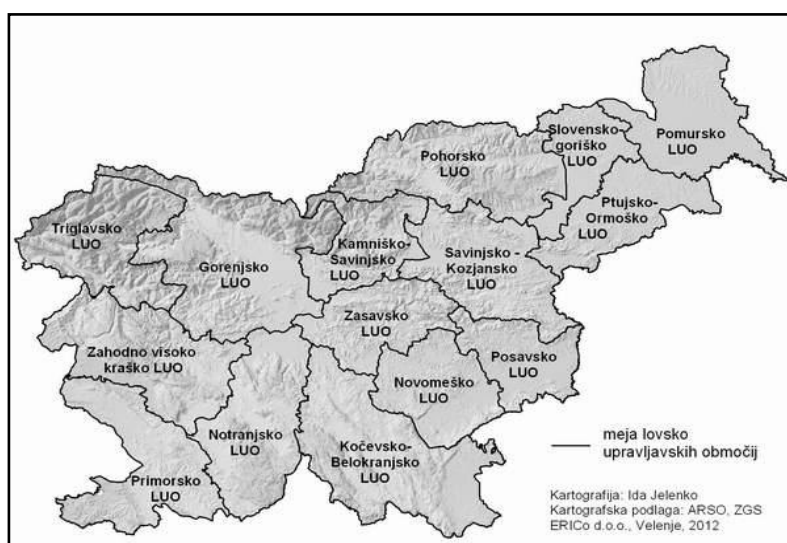 Slovensko-
goriško
LUO
Pomursko
LUO
Pohorsko
LUO
Ptujsko-
Ormoško
LUO
Triglavsko
LUO
Gorenjsko
LUO
Kamniško-
Savinjsko
LUO
Savinjsko -
Kozjansko
LUO
Zasavsko
LUO
Zahodno visoko
kraško LUO
Posavsko
LUO
Novomeško
LUO
Notranjsko
LUO
Kočevsko-
Belokranjsko
LUO
Primorsko
LUO
meja lovsko
upravljavskih območij
Kartografija: Ida Jelenko
Kartografska podlaga: ARSO, ZGS
ERICo d.o.o., Velenje, 2012